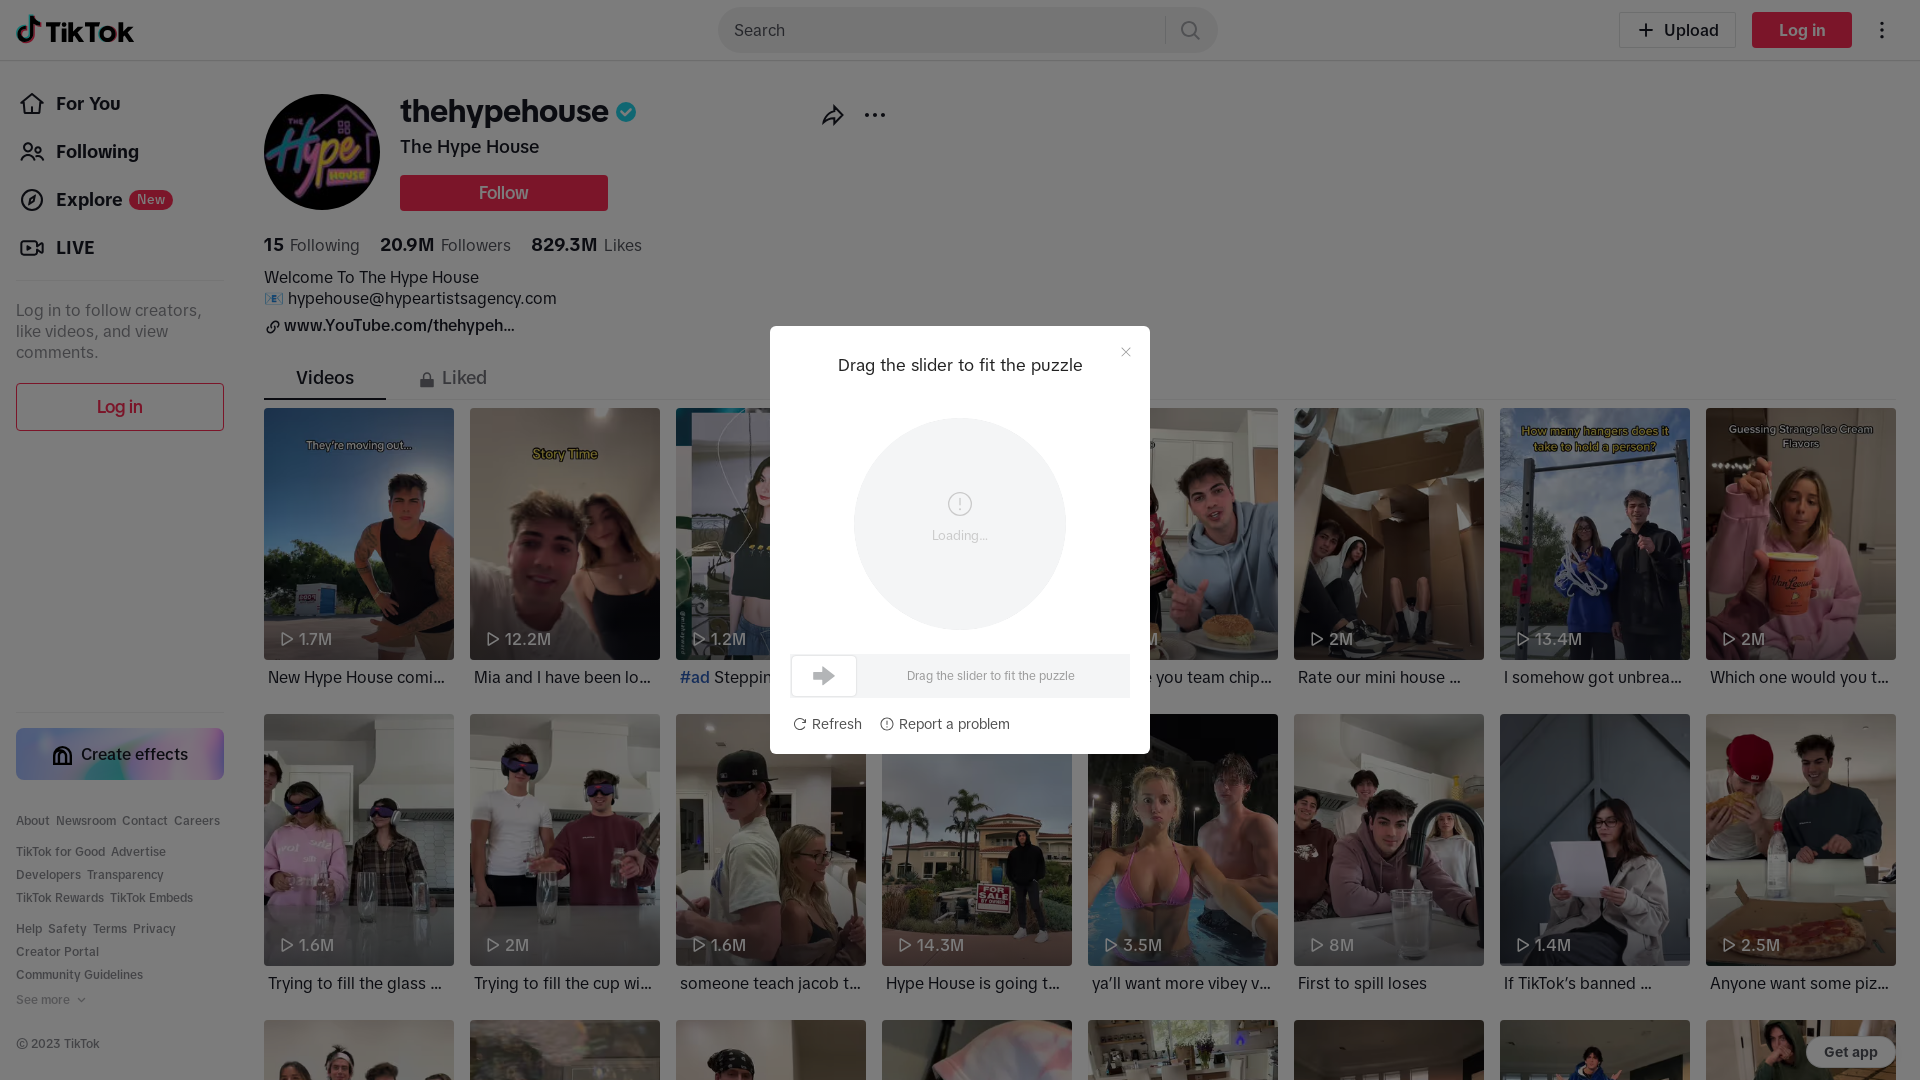 TikTok
Search
Upload
Log in
For You
Following
Explore New
LIVE
Log in to follow creators,
like videos, and view
comments.
Log in
Create effects
About Newsroom Contact Careers
TikTok for Good Advertise
Developers Transparency
TikTok Rewards TikTok Embeds
Help Safety Terms Privacy
Creator Portal
Community Guidelines
See more
© 2023 TikTok
THE
Hype
HOUSE
thehypehouse
The Hype House
Follow
15 Following 20.9M Followers 829.3M Likes
Welcome To The Hype House
📧 hypehouse@hypeartistsagency.com
www.YouTube.com/thehypeh...
Videos
Liked
Drag the slider to fit the puzzle
Loading...
Drag the slider to fit the puzzle
Refresh
Report a problem
They're moving out...
1.7M
New Hype House comi...
Story Time
12.2M
Mia and I have been lo...
1.2M
#ad Steppin
you team chip...
2M
Rate our mini house ...
How many hangers does it
take to hold a person?
13.4M
I somehow got unbrea...
Guessing Strange Ice Cream
Flavors
2M
Which one would you t...
1.6M
Trying to fill the glass ...
2M
Trying to fill the cup wi...
1.6M
someone teach jacob t...
FOR
SALE
14.3M
Hype House is going t...
3.5M
ya'll want more vibey v...
8M
First to spill loses
1.4M
If TikTok's banned ...
2.5M
Anyone want some piz...
Get app